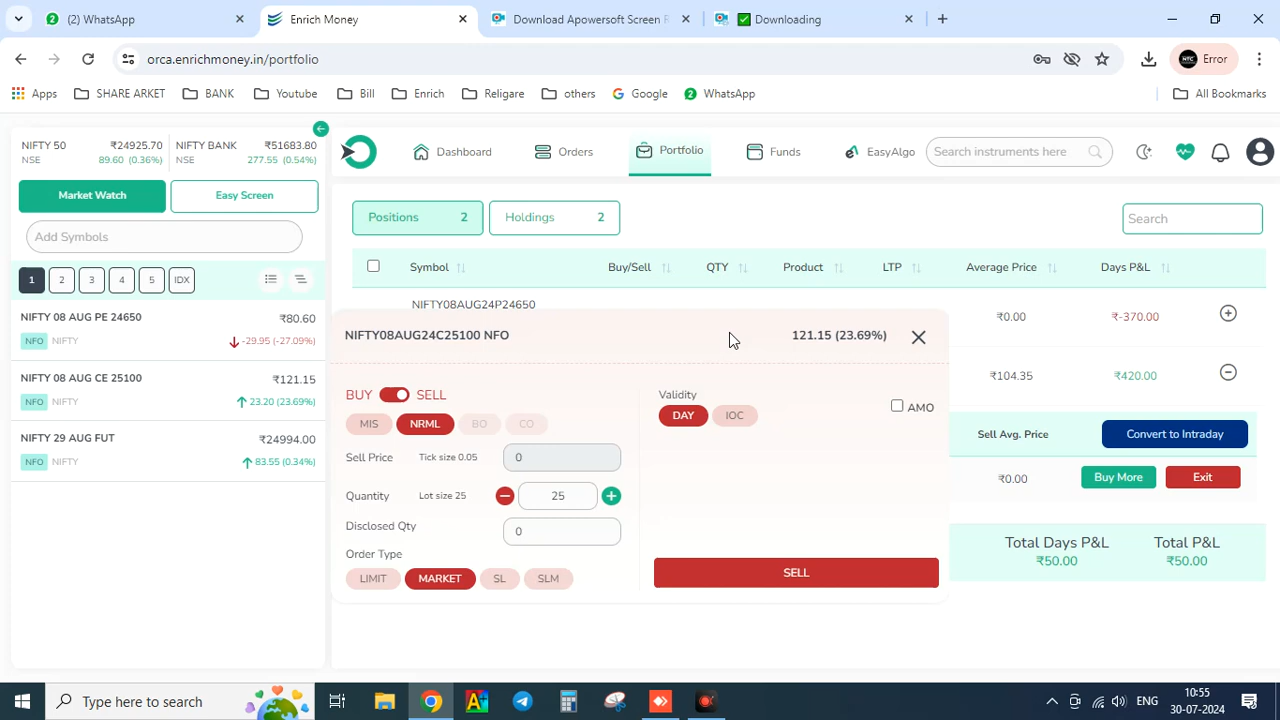 (2) WhatsApp
Enrich Money
Download Apowersoft Screen R
✅ Downloading
orca.enrichmoney.in/portfolio
Error
Apps
SHARE ARKET
BANK
Youtube
Bill
Enrich
Religare
others
Google
WhatsApp
All Bookmarks
NIFTY 50
₹24925.70
NSE
89.60 (0.36%)
NIFTY BANK
₹51683.80
NSE
277.55 (0.54%)
Market Watch
Easy Screen
Add Symbols
1
2
3
4
5
IDX
NIFTY 08 AUG PE 24650
₹80.60
NFO
NIFTY
-29.95 (-27.09%)
NIFTY 08 AUG CE 25100
₹121.15
NFO
NIFTY
23.20 (23.69%)
NIFTY 29 AUG FUT
₹24994.00
NFO
NIFTY
83.55 (0.34%)
Dashboard
Orders
Portfolio
Funds
EasyAlgo
Search instruments here
Positions 2
Holdings 2
Search
Symbol
Buy/Sell
QTY
Product
LTP
Average Price
Days P&L
NIFTY08AUG24P24650
₹0.00
₹-370.00
₹104.35
₹420.00
Sell Avg. Price
Convert to Intraday
₹0.00
Buy More
Exit
Total Days P&L
Total P&L
₹50.00
₹50.00
NIFTY08AUG24C25100 NFO
121.15 (23.69%)
BUY
SELL
MIS
NRML
BO
CO
Sell Price
Tick size 0.05
0
Quantity
Lot size 25
25
Disclosed Qty
0
Order Type
LIMIT
MARKET
SL
SLM
Validity
DAY
IOC
AMO
SELL
Type here to search
ENG
10:55
30-07-2024